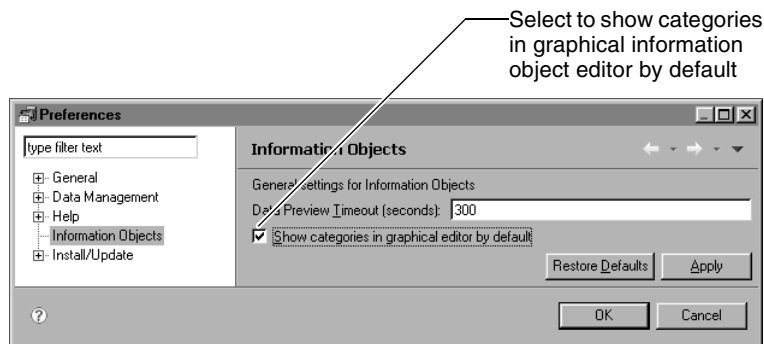 Select to show categories
in graphical information
object editor by default
Preferences
type filter text
General
Data Management
Help
Information Objects
Install/Update
Information Objects
General settings for Information Objects
Data Preview Timeout (seconds): 300
Show categories in graphical editor by default
Restore Defaults Apply
? OK Cancel